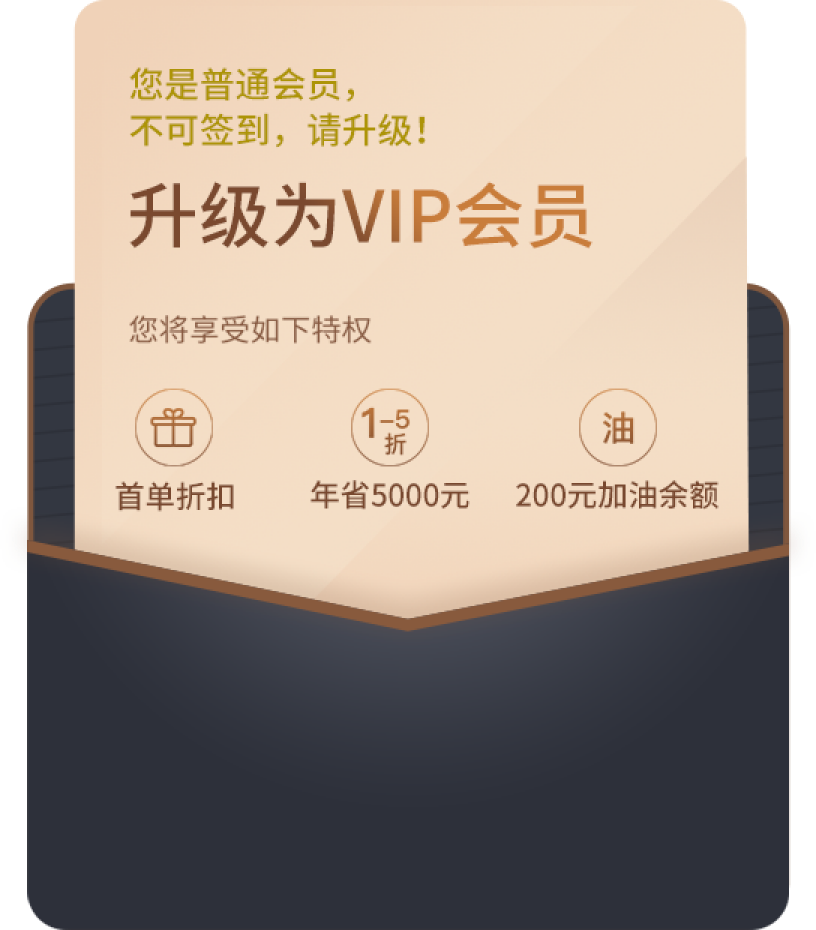 您是普通会员，
不可签到，请升级！
升级为VIP会员
您将享受如下特权
1-5
折
油
首单折扣
年省5000元
200元加油余额